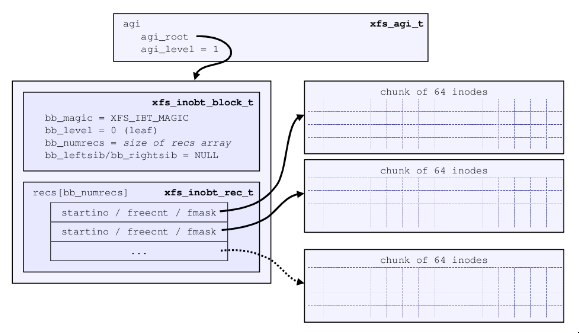 agi xfs_agi_t
agi_root
agi_level = 1
xfs_inobt_block_t
bb_magic = XFS_IBT_MAGIC
bb_level = 0 (leaf)
bb_numrecs = size of recs array
bb_leftsib/bb_rightsib = NULL
recs[bb_numrecs] xfs_inobt_rec_t
startino / freecnt / fmask
startino / freecnt / fmask
...
chunk of 64 inodes
chunk of 64 inodes
chunk of 64 inodes